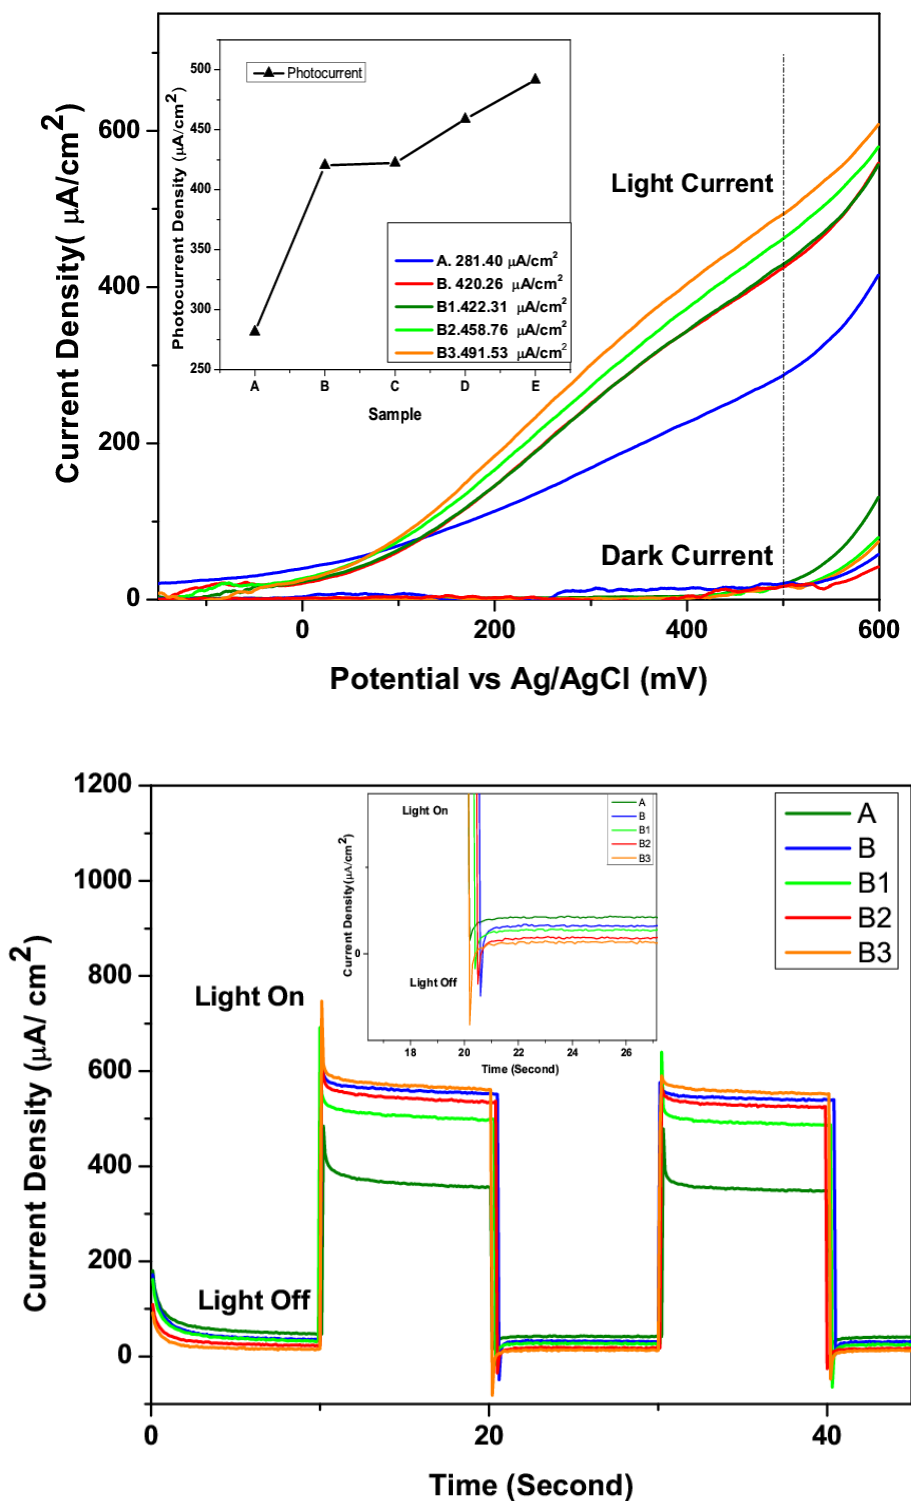 Current Density( μA/cm2)
600
400
200
0
Photocurrent Density (μA/cm2)
500
450
400
350
300
250
Photocurrent
A. 281.40 μA/cm2
B. 420.26 μA/cm2
B1.422.31 μA/cm2
B2.458.76 μA/cm2
B3.491.53 μA/cm2
A B C D E
Sample
Light Current
Dark Current
0 200 400 600
Potential vs Ag/AgCl (mV)
Current Density (μA/ cm2)
1200
1000
800
600
400
200
0
Current Density(μA/cm2)
0
Light On
Light Off
A
B
B1
B2
B3
18 20 22 24 26
Time (Second)
A
B
B1
B2
B3
Light On
Light Off
0 20 40
Time (Second)